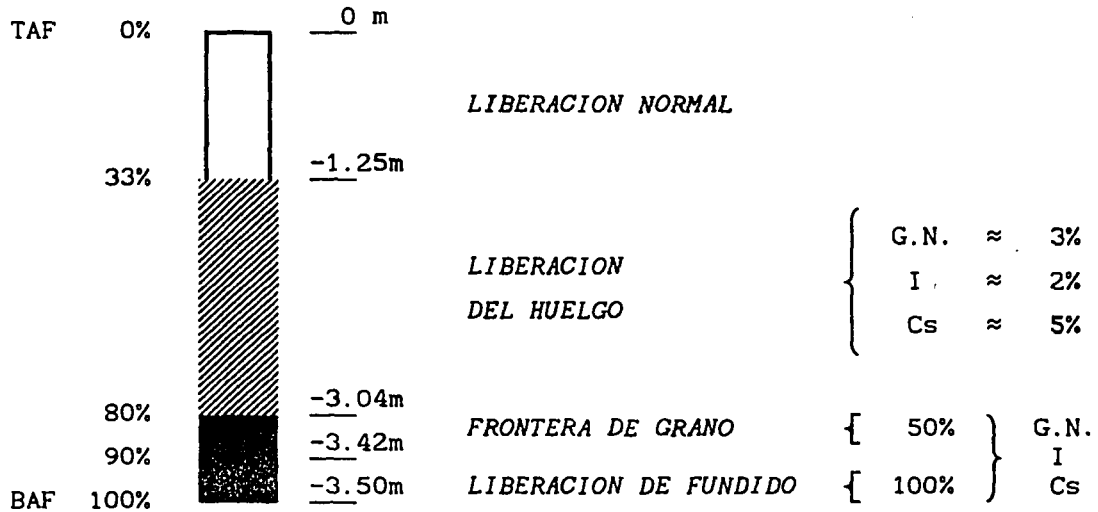 TAF 0% 0 m
LIBERACION NORMAL
33% -1.25m
G.N. ≈ 3%
LIBERACION I ≈ 2%
DEL HUELGO Cs ≈ 5%
80% -3.04m
FRONTERA DE GRANO { 50% } G.N.
90% -3.42m I
BAF 100% -3.50m LIBERACION DE FUNDIDO { 100% Cs